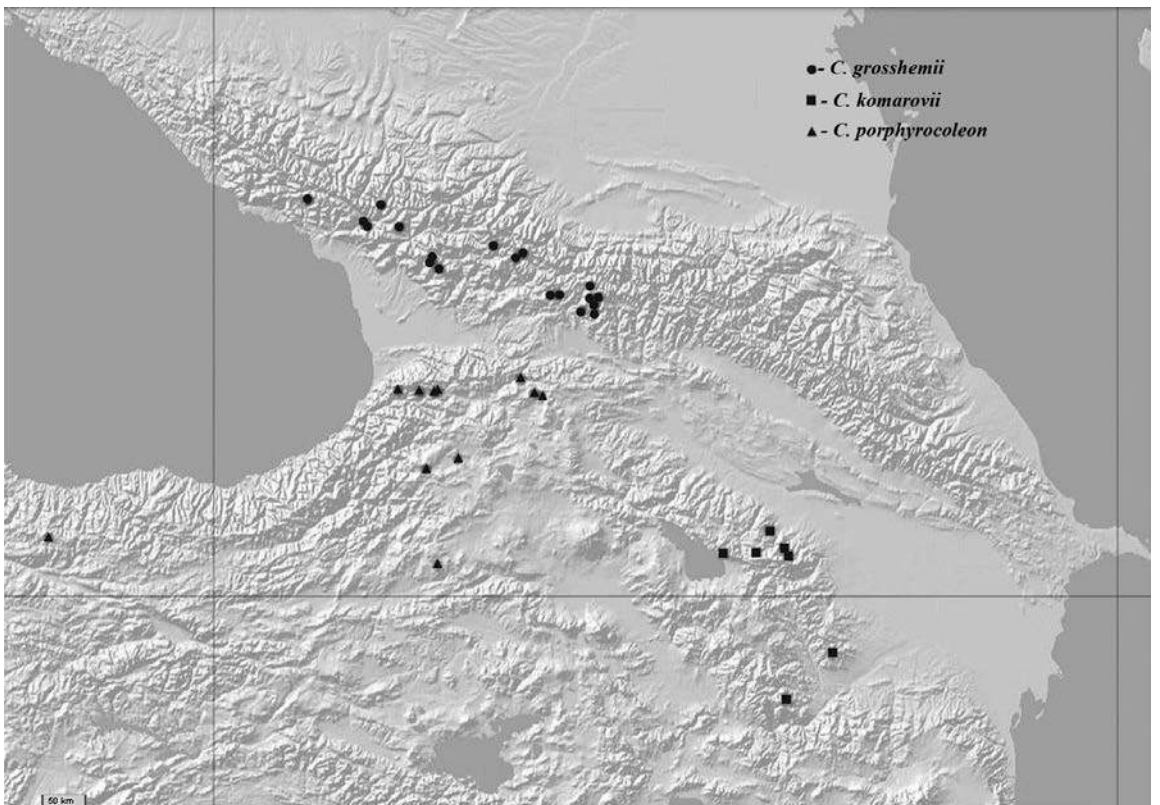 ●- C. grosshemii
■ - C. komarovii
▲ - C. porphyrocoleon
50 km